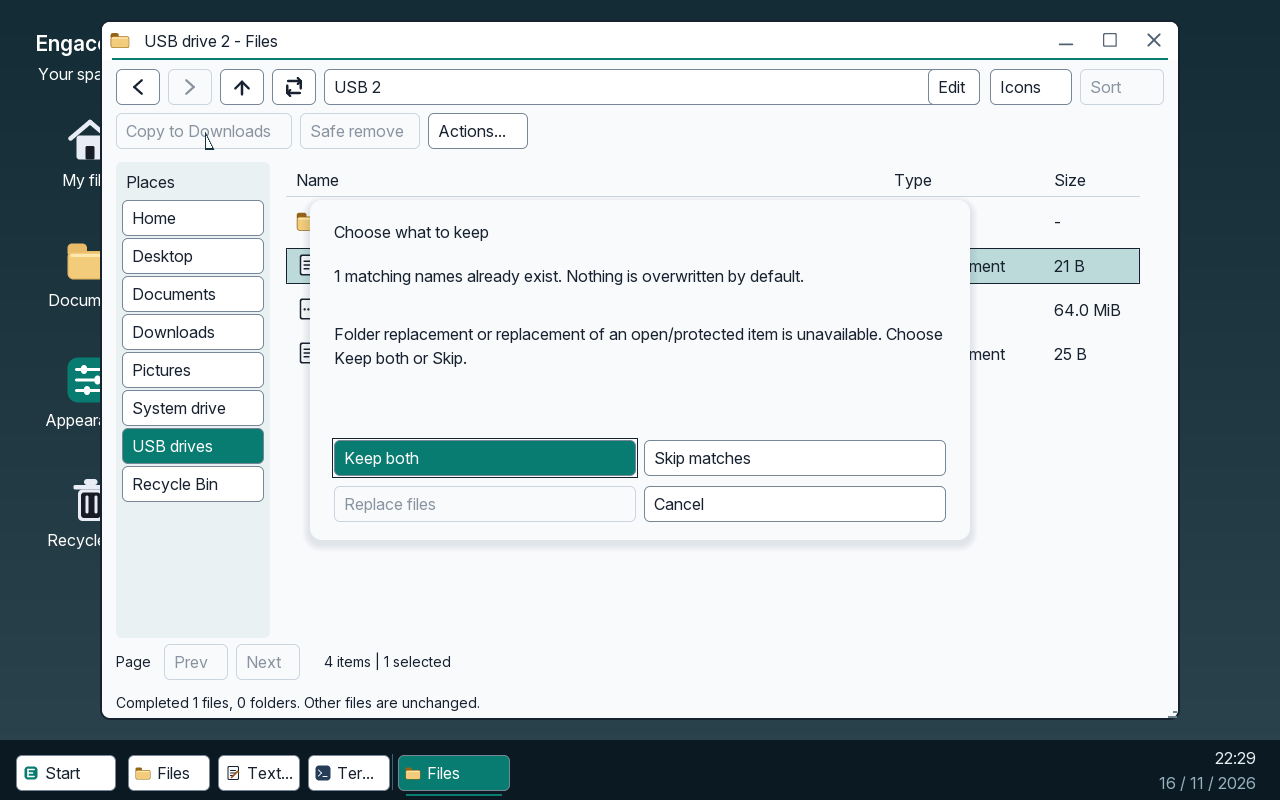 Engac
Your spa
My fil
Docum
Appear
Recycle
USB drive 2 - Files
USB 2
Edit
Icons
Sort
Copy to Downloads
Safe remove
Actions...
Places
Home
Desktop
Documents
Downloads
Pictures
System drive
USB drives
Recycle Bin
Name Type Size
-
ment 21 B
64.0 MiB
ment 25 B
Choose what to keep
1 matching names already exist. Nothing is overwritten by default.
Folder replacement or replacement of an open/protected item is unavailable. Choose
Keep both or Skip.
Keep both
Skip matches
Replace files
Cancel
Page Prev Next 4 items | 1 selected
Completed 1 files, 0 folders. Other files are unchanged.
Start
Files
Text...
Ter...
Files
22:29
16 / 11 / 2026